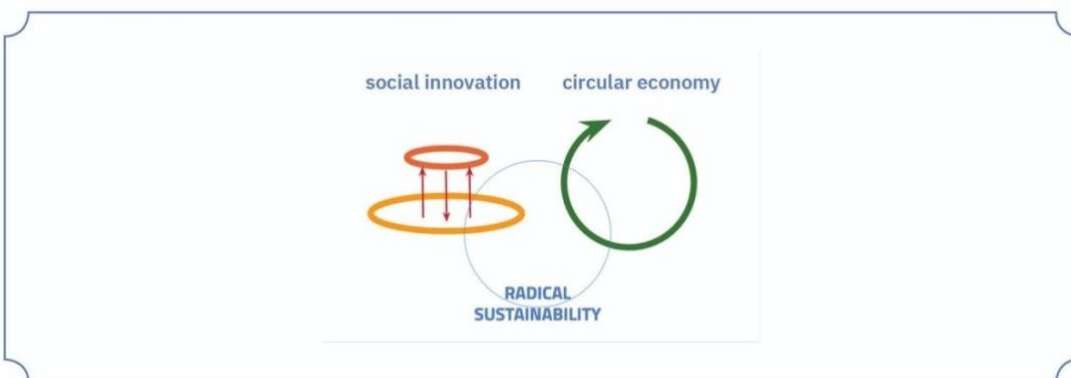 social innovation
circular economy
RADICAL
SUSTAINABILITY